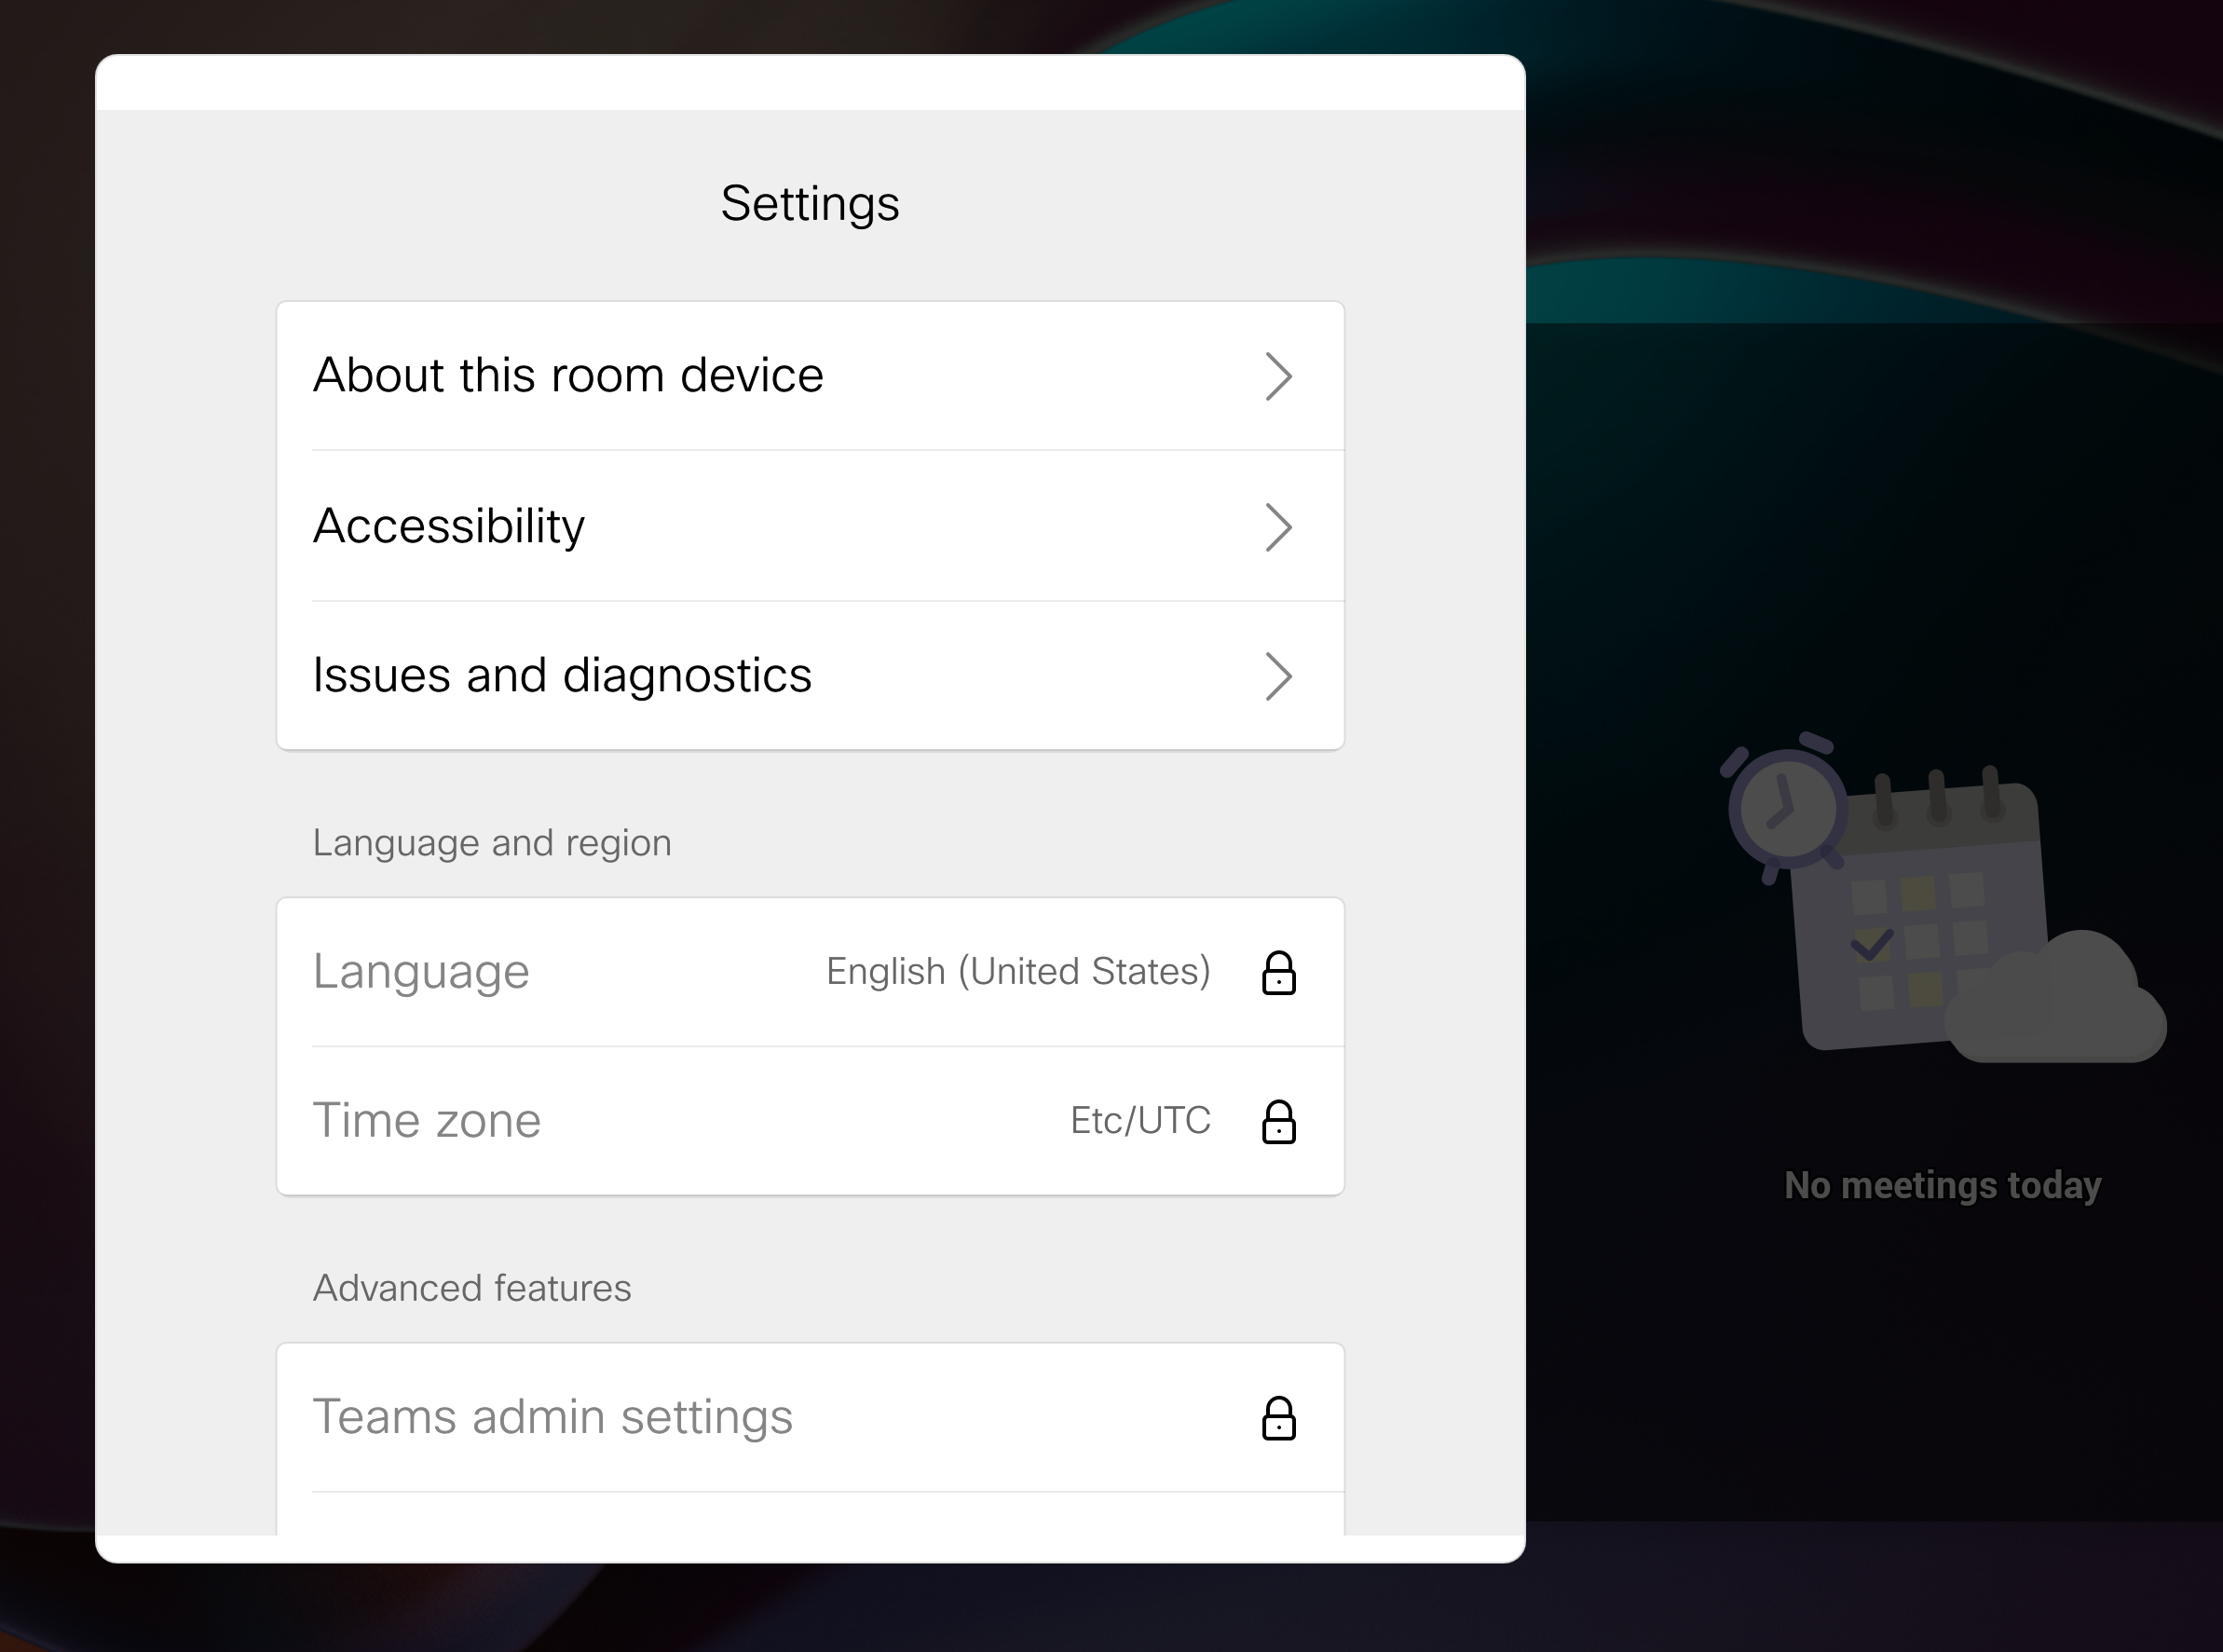 Settings
About this room device
Accessibility
Issues and diagnostics
Language and region
Language English (United States)
Time zone Etc/UTC
Advanced features
Teams admin settings
No meetings today